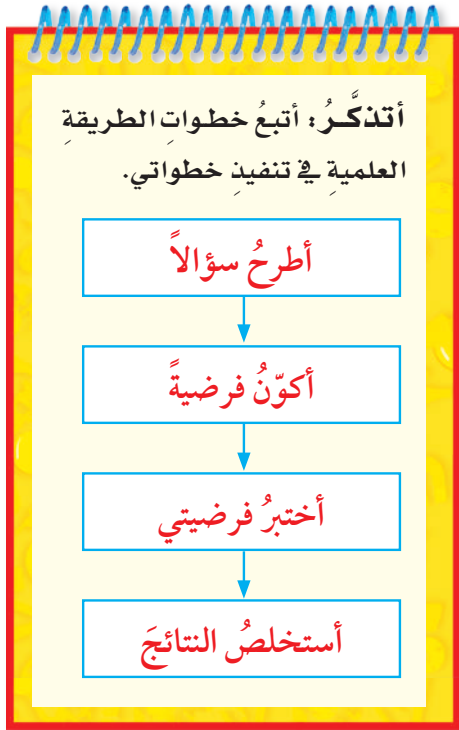 أتذكَّرُ: أتبعُ خطواتِ الطريقةِ
العلميةِ في تنفيذِ خطواتي.
أطرحُ سؤالاً
أكوّنُ فرضيةً
أختبرُ فرضيتي
أستخلصُ النتائجَ